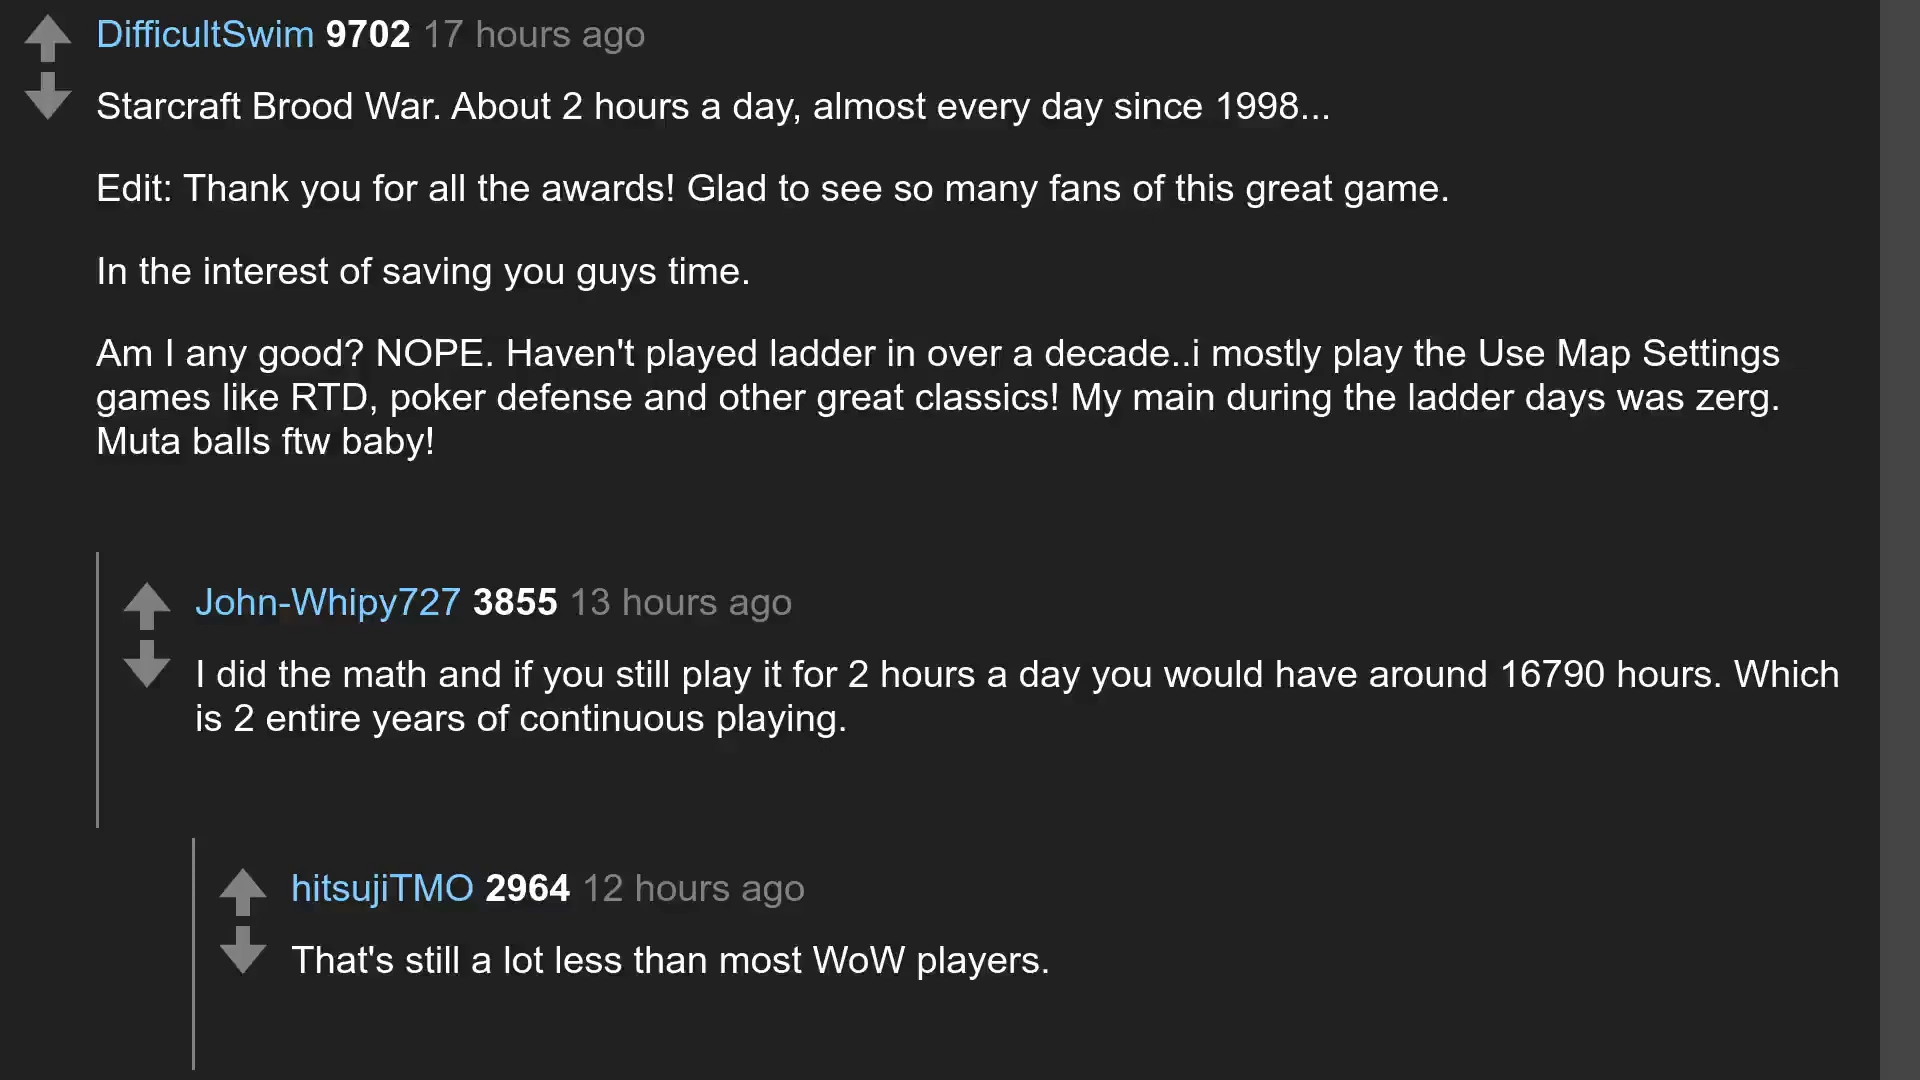 DifficultSwim 9702 17 hours ago
Starcraft Brood War. About 2 hours a day, almost every day since 1998...
Edit: Thank you for all the awards! Glad to see so many fans of this great game.
In the interest of saving you guys time.
Am I any good? NOPE. Haven't played ladder in over a decade..i mostly play the Use Map Settings
games like RTD, poker defense and other great classics! My main during the ladder days was zerg.
Muta balls ftw baby!
John-Whipy727 3855 13 hours ago
I did the math and if you still play it for 2 hours a day you would have around 16790 hours. Which
is 2 entire years of continuous playing.
hitsujiTMO 2964 12 hours ago
That's still a lot less than most WoW players.